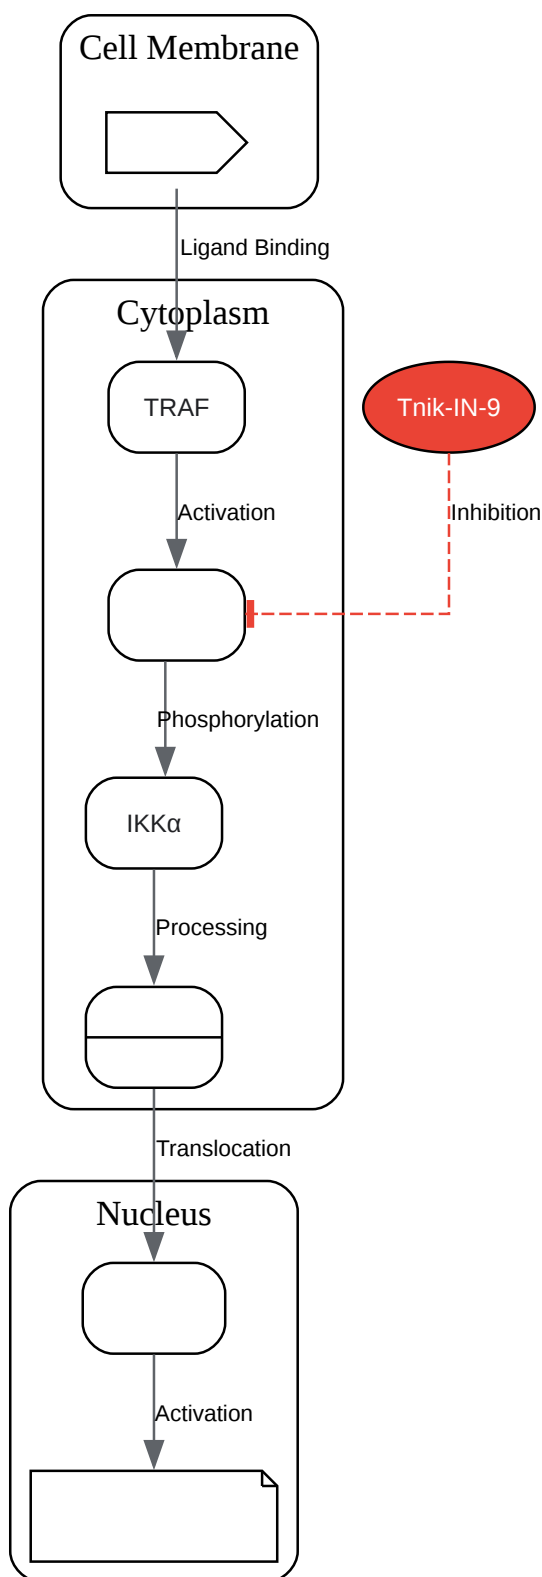 Cell Membrane
Ligand Binding
Cytoplasm
TRAF
Tnik-IN-9
Activation
Inhibition
Phosphorylation
IKKα
Processing
Translocation
Nucleus
Activation